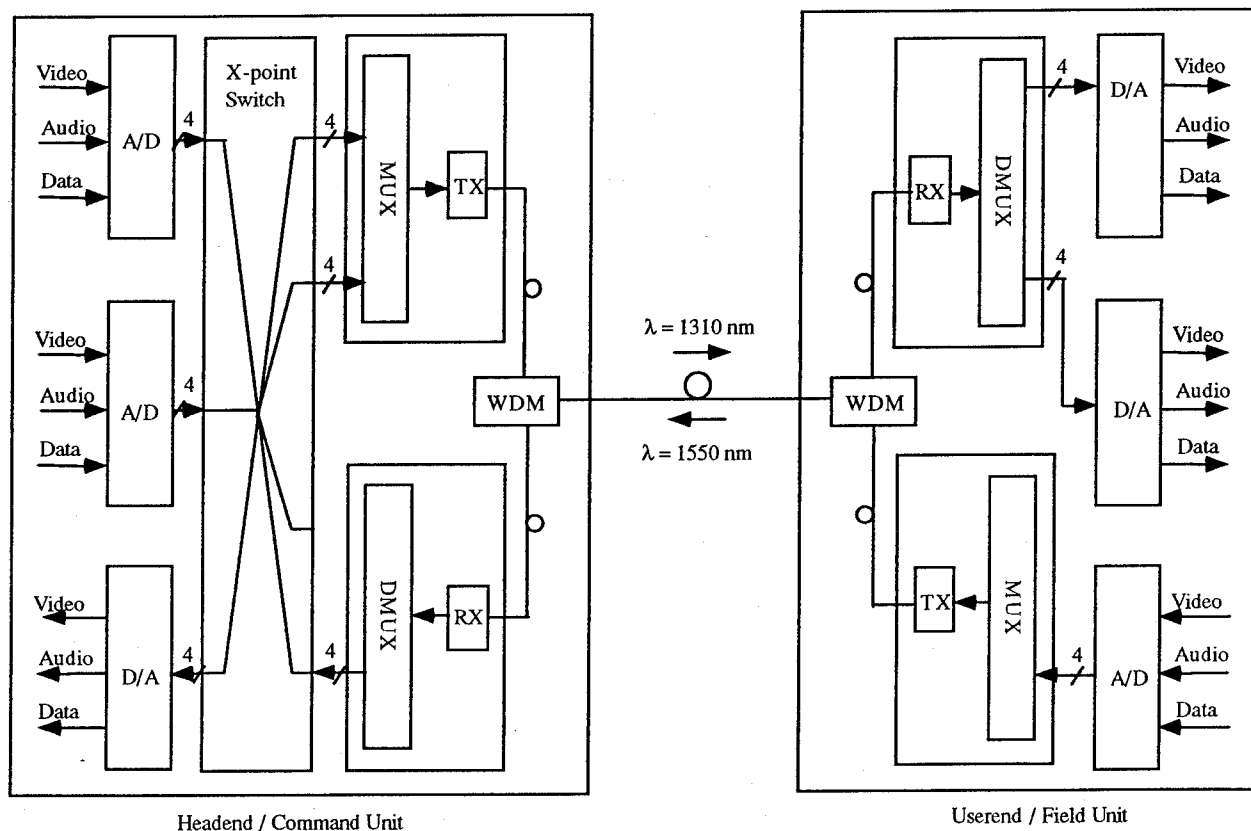 Video
Audio
Data
A/D
4
X-point
Switch
4
MUX
TX
4
Video
Audio
Data
A/D
4
WDM
DMUX
RX
4
Video
Audio
Data
D/A
4
Headend / Command Unit
λ = 1310 nm
λ = 1550 nm
RX
DMUX
4
D/A
Video
Audio
Data
4
WDM
D/A
Video
Audio
Data
TX
MUX
4
A/D
Video
Audio
Data
Userend / Field Unit